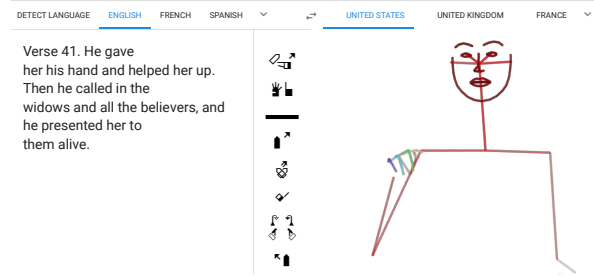 DETECT LANGUAGE ENGLISH FRENCH SPANISH UNITED STATES UNITED KINGDOM FRANCE
Verse 41. He gave
her his hand and helped her up.
Then he called in the
widows and all the believers, and
he presented her to
them alive.